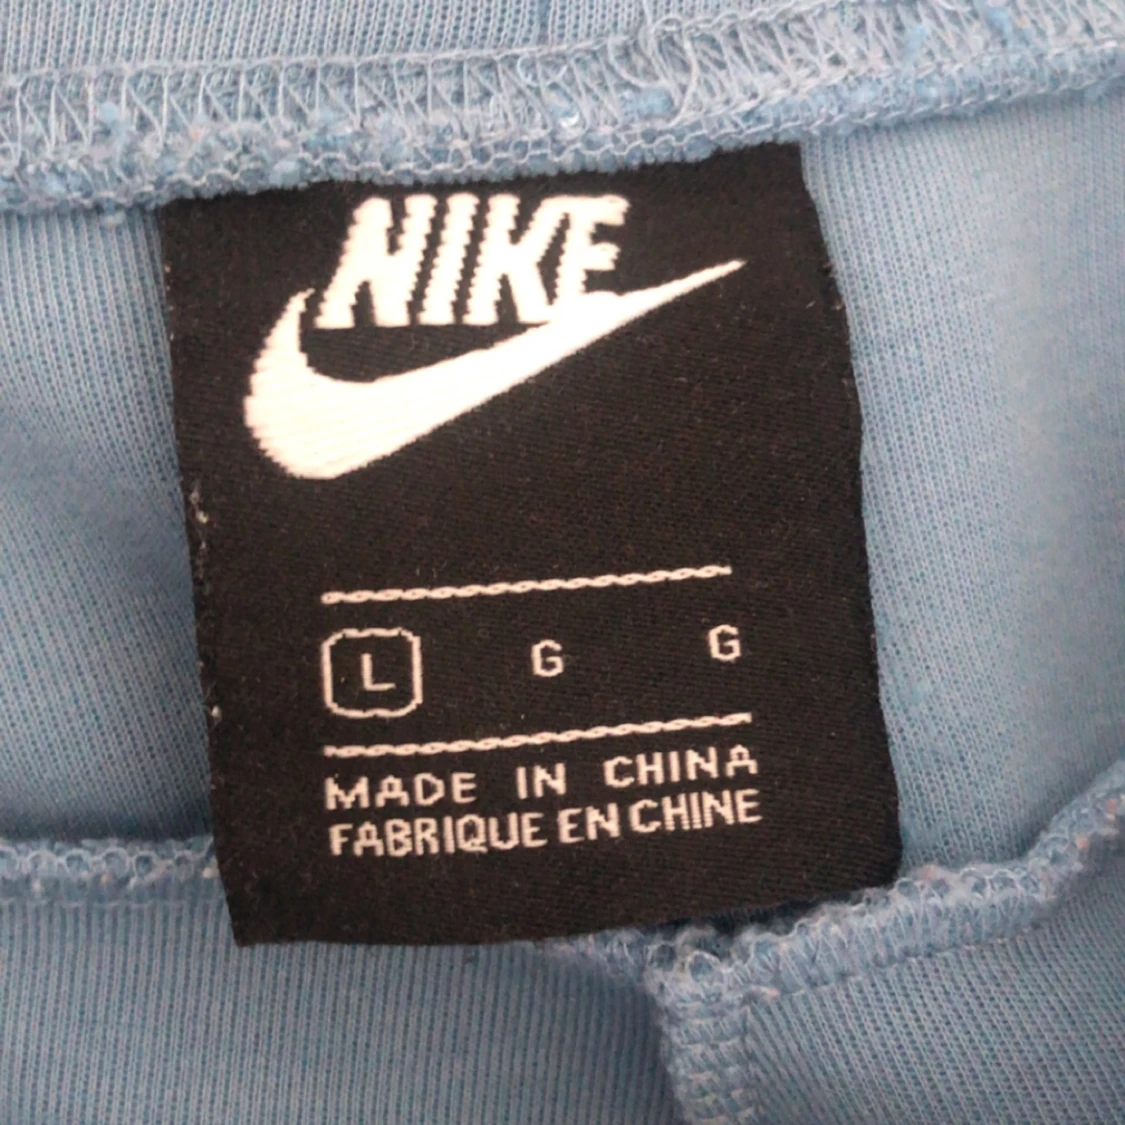 NIKE
L G G
MADE IN CHINA
FABRIQUE EN CHINE